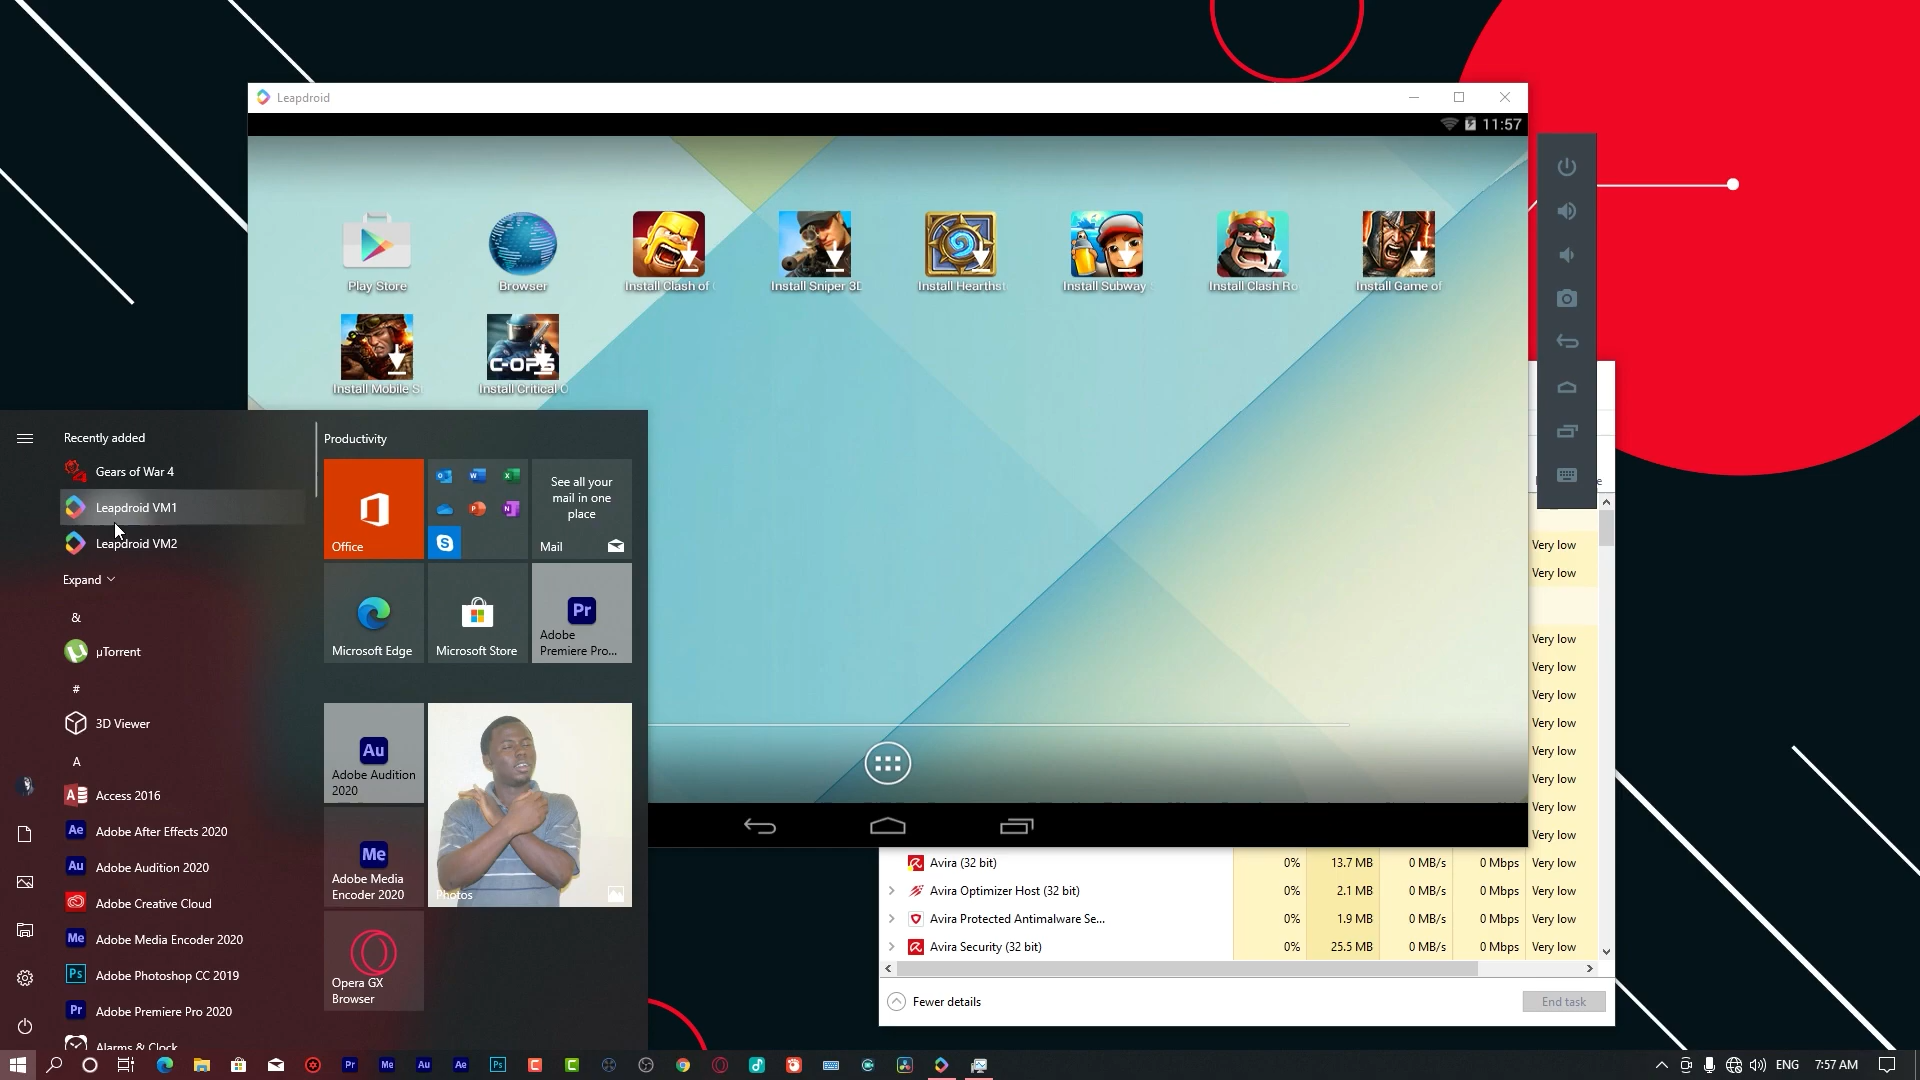 Leapdroid
11:57
Play Store
Browser
Install Clash of
Install Sniper 3D
Install Hearthst
Install Subway
Install Clash Ro
Install Game of
Install Mobile S
C-OPS
Install Critical O
Recently added
Gears of War 4
Leapdroid VM1
Leapdroid VM2
Expand
&
µTorrent
#
3D Viewer
A
Access 2016
Adobe After Effects 2020
Adobe Audition 2020
Adobe Creative Cloud
Adobe Media Encoder 2020
Adobe Photoshop CC 2019
Adobe Premiere Pro 2020
Alarms & Clock
Productivity
Office
See all your
mail in one
place
Mail
Microsoft Edge
Microsoft Store
Pr
Adobe
Premiere Pro...
Au
Adobe Audition
2020
Me
Adobe Media
Encoder 2020
Photos
Opera GX
Browser
Very low
Very low
Very low
Very low
Very low
Very low
Very low
Very low
Very low
Very low
Avira (32 bit) 0% 13.7 MB 0 MB/s 0 Mbps Very low
Avira Optimizer Host (32 bit) 0% 2.1 MB 0 MB/s 0 Mbps Very low
Avira Protected Antimalware Se... 0% 1.9 MB 0 MB/s 0 Mbps Very low
Avira Security (32 bit) 0% 25.5 MB 0 MB/s 0 Mbps Very low
Fewer details
End task
ENG
7:57 AM